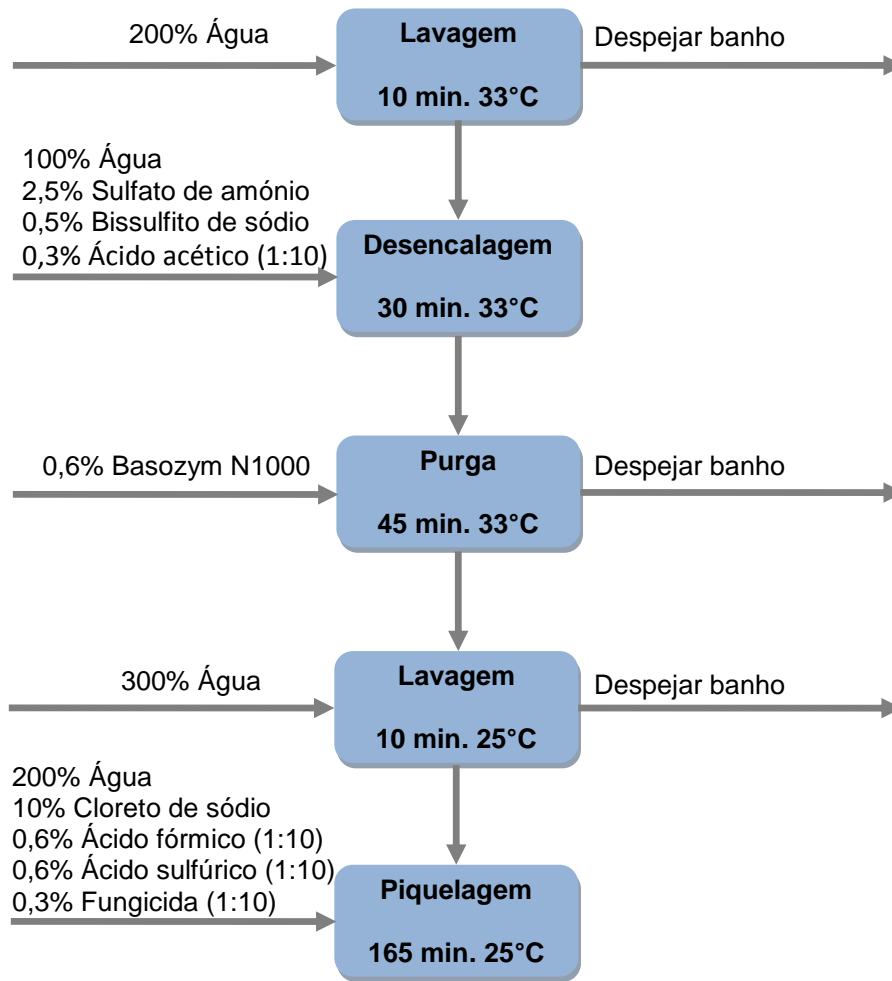 200% Água
Lavagem
Despejar banho
10 min. 33°C
100% Água
2,5% Sulfato de amónio
0,5% Bissulfito de sódio
0,3% Ácido acético (1:10)
Desencalagem
30 min. 33°C
0,6% Basozym N1000
Purga
Despejar banho
45 min. 33°C
300% Água
Lavagem
Despejar banho
10 min. 25°C
200% Água
10% Cloreto de sódio
0,6% Ácido fórmico (1:10)
0,6% Ácido sulfúrico (1:10)
0,3% Fungicida (1:10)
Piquelagem
165 min. 25°C